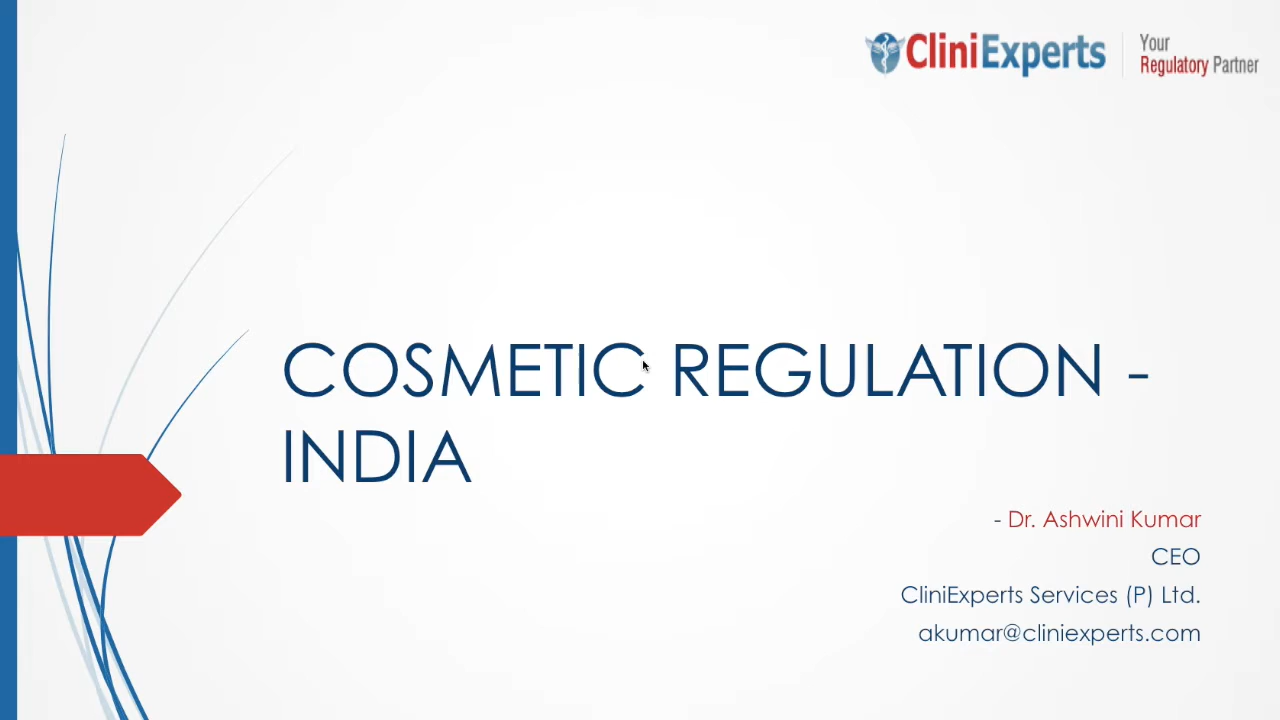 CliniExperts
Your
Regulatory Partner
COSMETIC REGULATION -
INDIA
- Dr. Ashwini Kumar
CEO
CliniExperts Services (P) Ltd.
akumar@cliniexperts.com